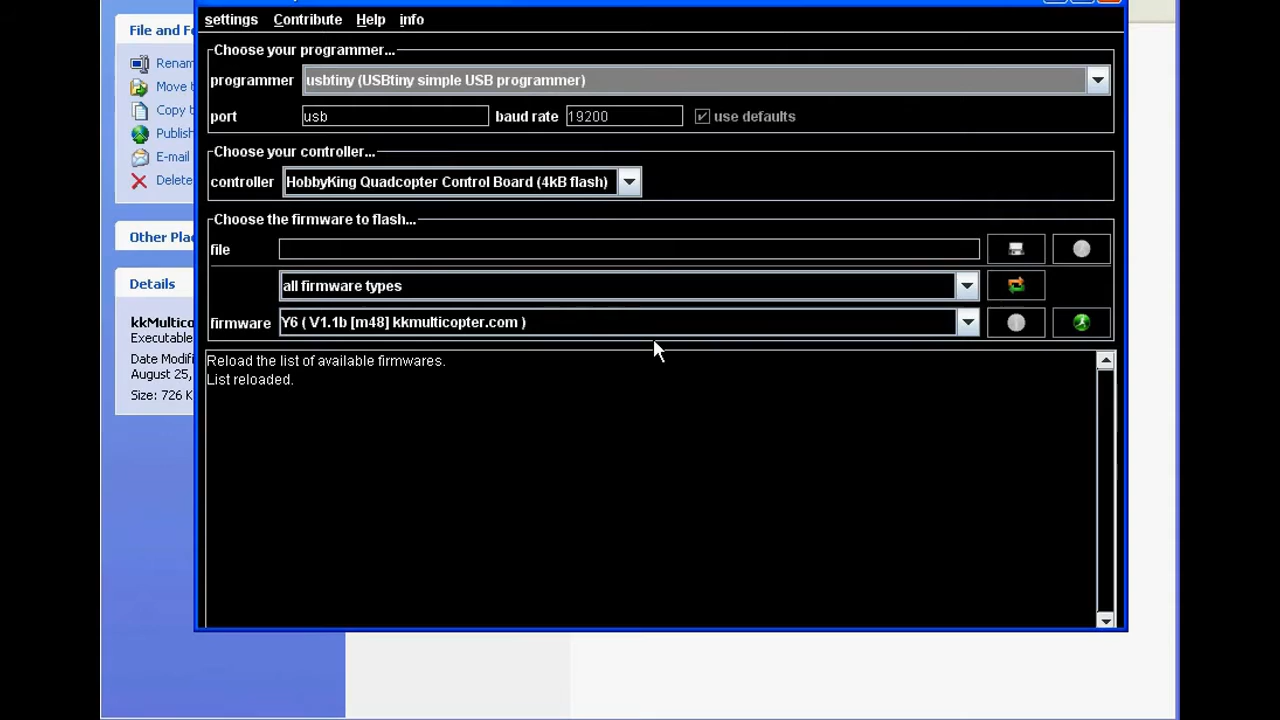 settings Contribute Help info
Choose your programmer...
programmer usbtiny (USBtiny simple USB programmer)
port usb baud rate 19200 use defaults
Choose your controller...
controller HobbyKing Quadcopter Control Board (4kB flash)
Choose the firmware to flash...
file
all firmware types
firmware Y6 ( V1.1b [m48] kkmulticopter.com )
Reload the list of available firmwares.
List reloaded.
File and Fo
Renam
Move t
Copy t
Publish
E-mail
Delete
Other Plac
Details
kkMultico
Executable
Date Modifi
August 25,
Size: 726 K